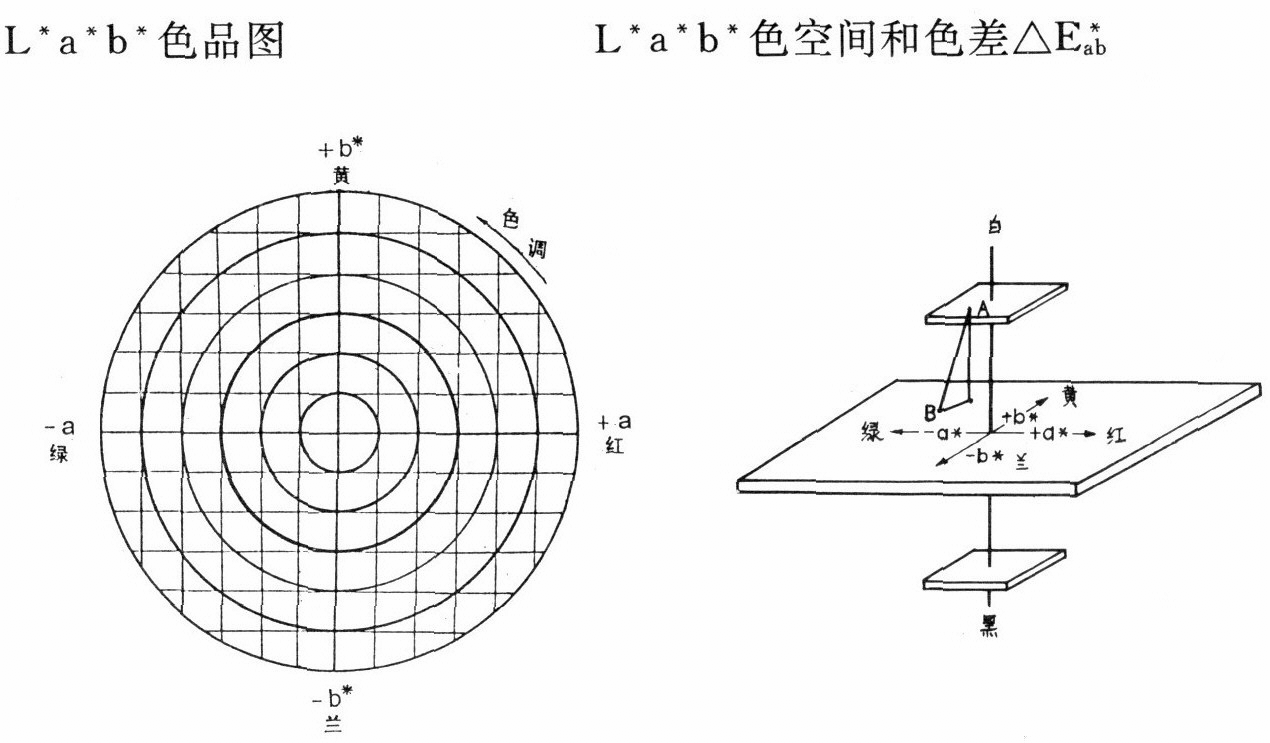 L*a*b*色品图
L*a*b*色空间和色差△E*ab
+b*
黄
色调
-a
绿
+a
红
-b*
兰
白
A
B
黄
+b*
绿
-a*
+a*
红
-b*
兰
黑